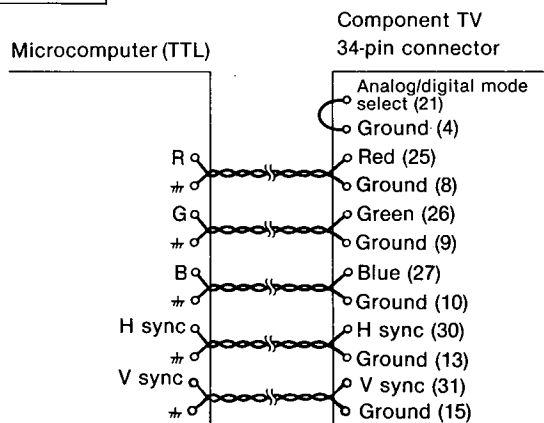 Component TV
Microcomputer (TTL)
34-pin connector
Analog/digital mode
select (21)
Ground (4)
R
Red (25)
Ground (8)
G
Green (26)
Ground (9)
B
Blue (27)
Ground (10)
H sync
H sync (30)
Ground (13)
V sync
V sync (31)
Ground (15)